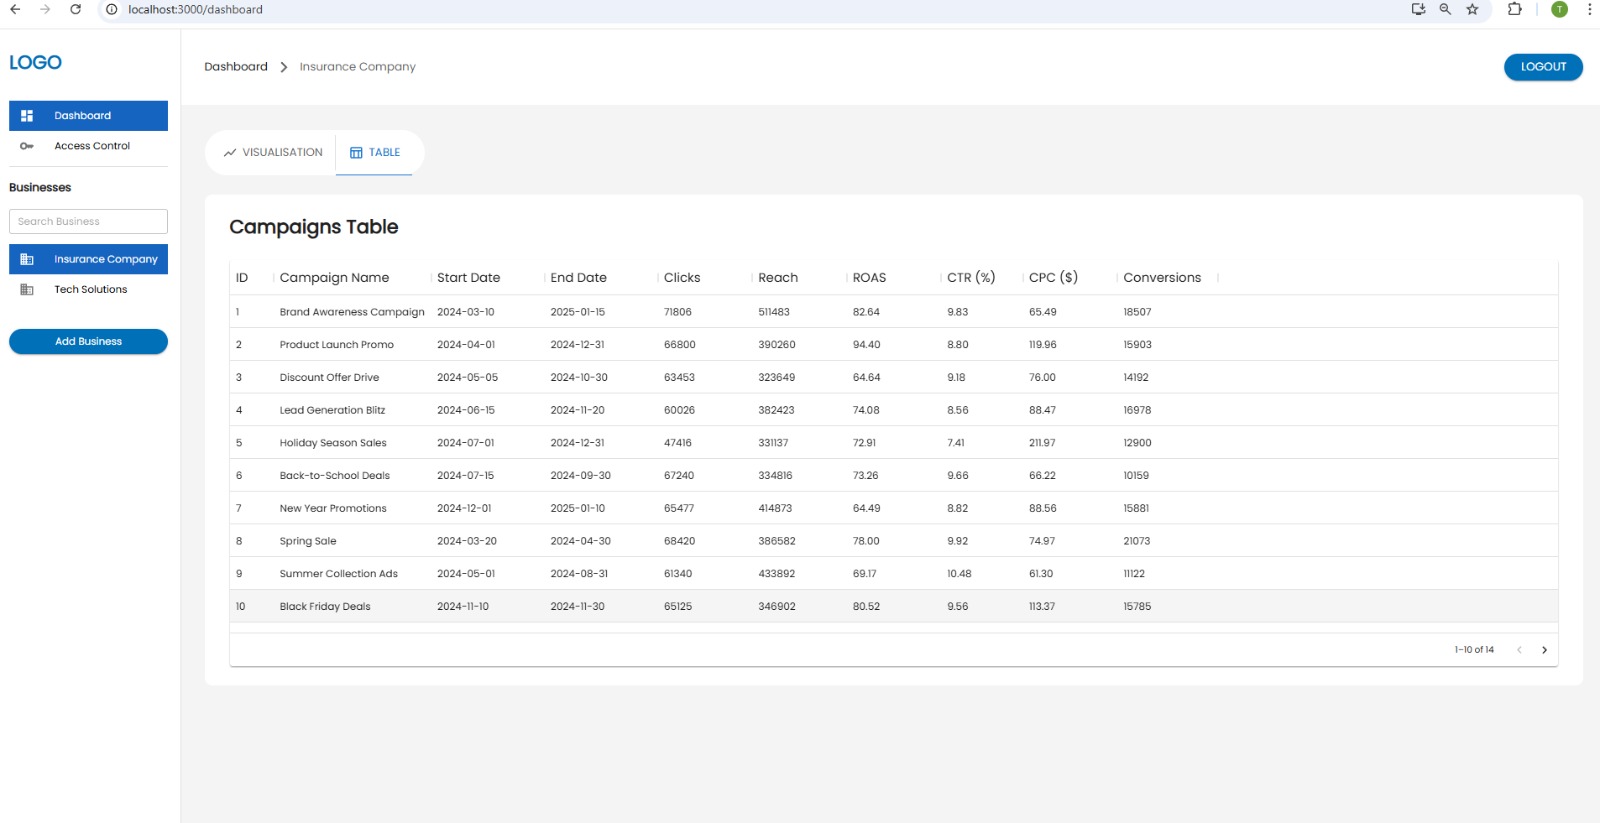 localhost:3000/dashboard
T
LOGO
Dashboard
Access Control
Businesses
Search Business
Insurance Company
Tech Solutions
Add Business
Dashboard > Insurance Company
LOGOUT
VISUALISATION TABLE
Campaigns Table
ID Campaign Name Start Date End Date Clicks Reach ROAS CTR (%) CPC ($) Conversions
1 Brand Awareness Campaign 2024-03-10 2025-01-15 71806 511483 82.64 9.83 65.49 18507
2 Product Launch Promo 2024-04-01 2024-12-31 66800 390260 94.40 8.80 119.96 15903
3 Discount Offer Drive 2024-05-05 2024-10-30 63453 323649 64.64 9.18 76.00 14192
4 Lead Generation Blitz 2024-06-15 2024-11-20 60026 382423 74.08 8.56 88.47 16978
5 Holiday Season Sales 2024-07-01 2024-12-31 47416 331137 72.91 7.41 211.97 12900
6 Back-to-School Deals 2024-07-15 2024-09-30 67240 334816 73.26 9.66 66.22 10159
7 New Year Promotions 2024-12-01 2025-01-10 65477 414873 64.49 8.82 88.56 15881
8 Spring Sale 2024-03-20 2024-04-30 68420 386582 78.00 9.92 74.97 21073
9 Summer Collection Ads 2024-05-01 2024-08-31 61340 433892 69.17 10.48 61.30 11122
10 Black Friday Deals 2024-11-10 2024-11-30 65125 346902 80.52 9.56 113.37 15785
1–10 of 14